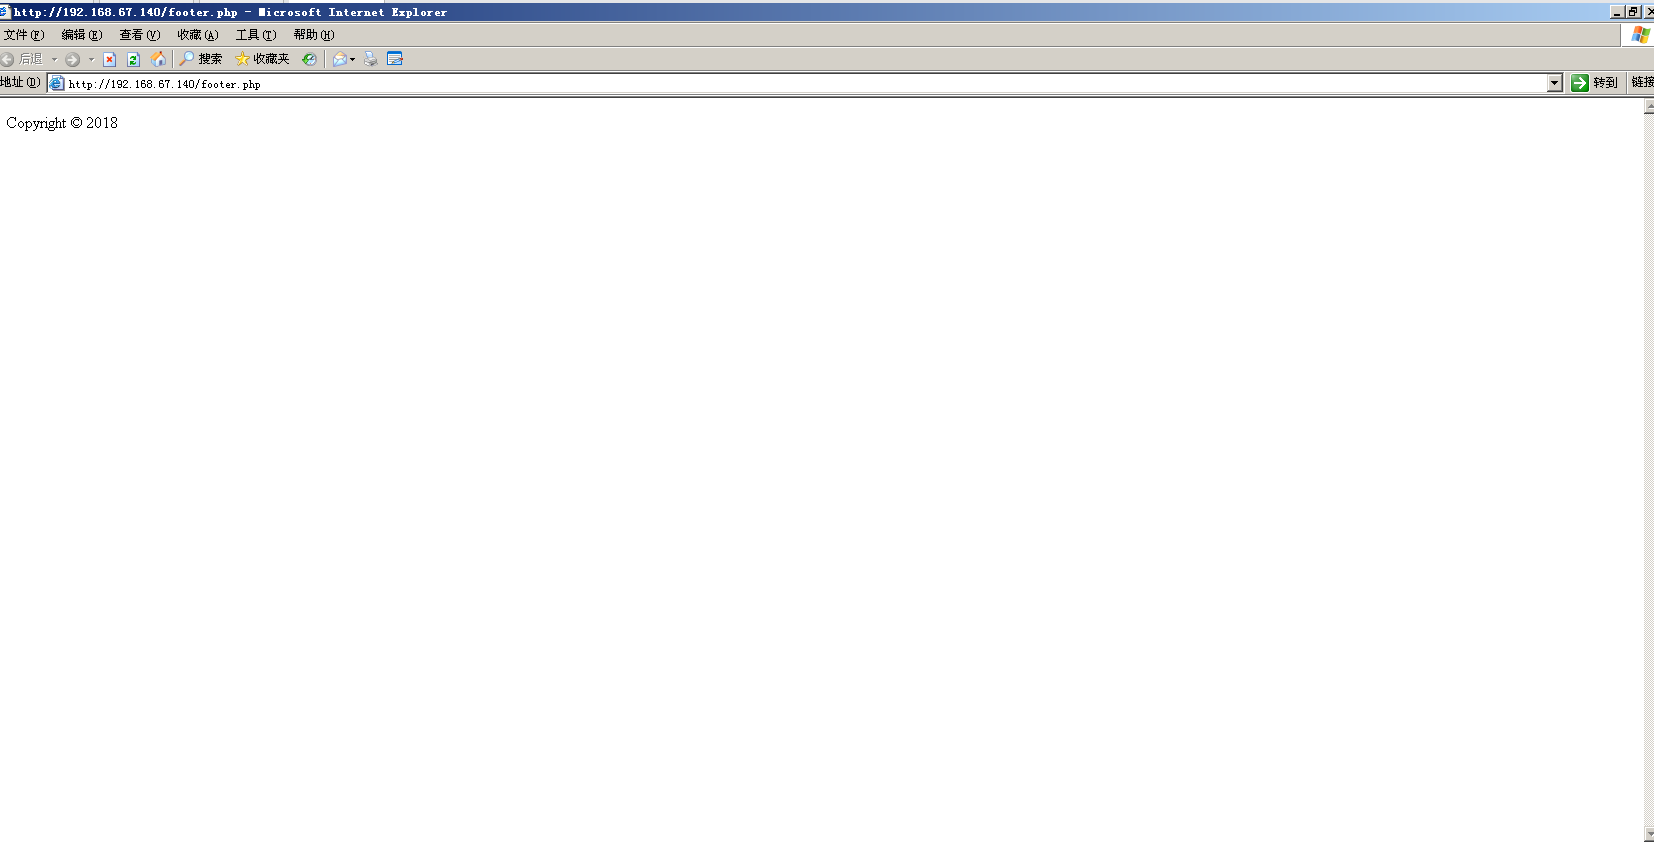 http://192.168.67.140/footer.php - Microsoft Internet Explorer
文件(F) 编辑(E) 查看(V) 收藏(A) 工具(T) 帮助(H)
后退 搜索 收藏夹
地址(D) http://192.168.67.140/footer.php 转到 链接
Copyright © 2018